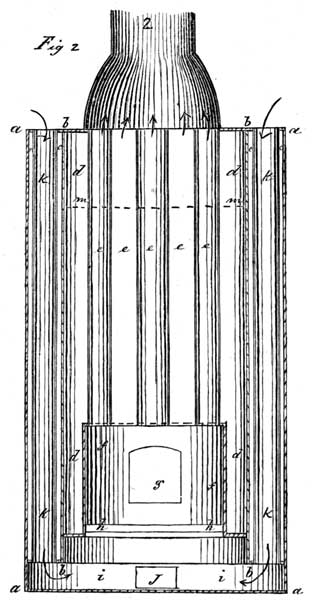 2
Fig 2
a b b a
c c
k d d k
m m
e e e e e
d f g f d
k h h k
b b
i J i
a a